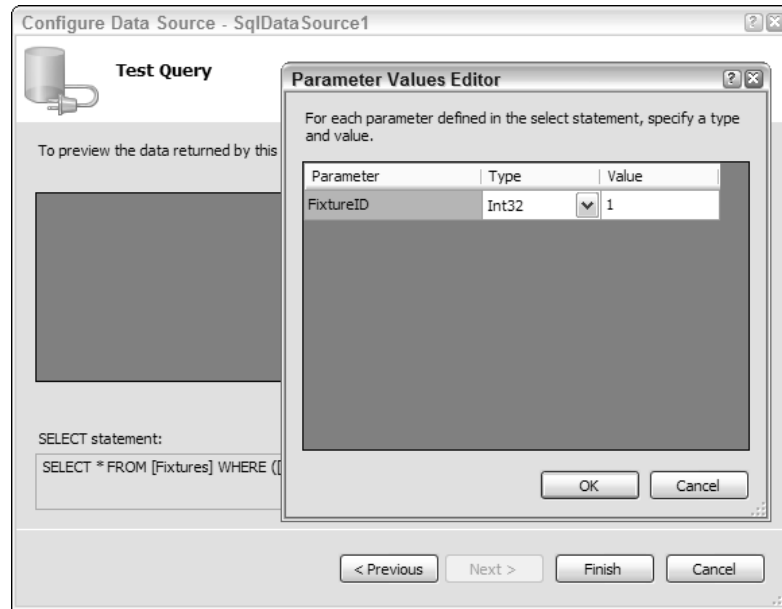 Configure Data Source - SqlDataSource1
Test Query
To preview the data returned by this
SELECT statement:
SELECT * FROM [Fixtures] WHERE ([
Parameter Values Editor
For each parameter defined in the select statement, specify a type
and value.
Parameter Type Value
FixtureID Int32 1
OK Cancel
< Previous Next > Finish Cancel